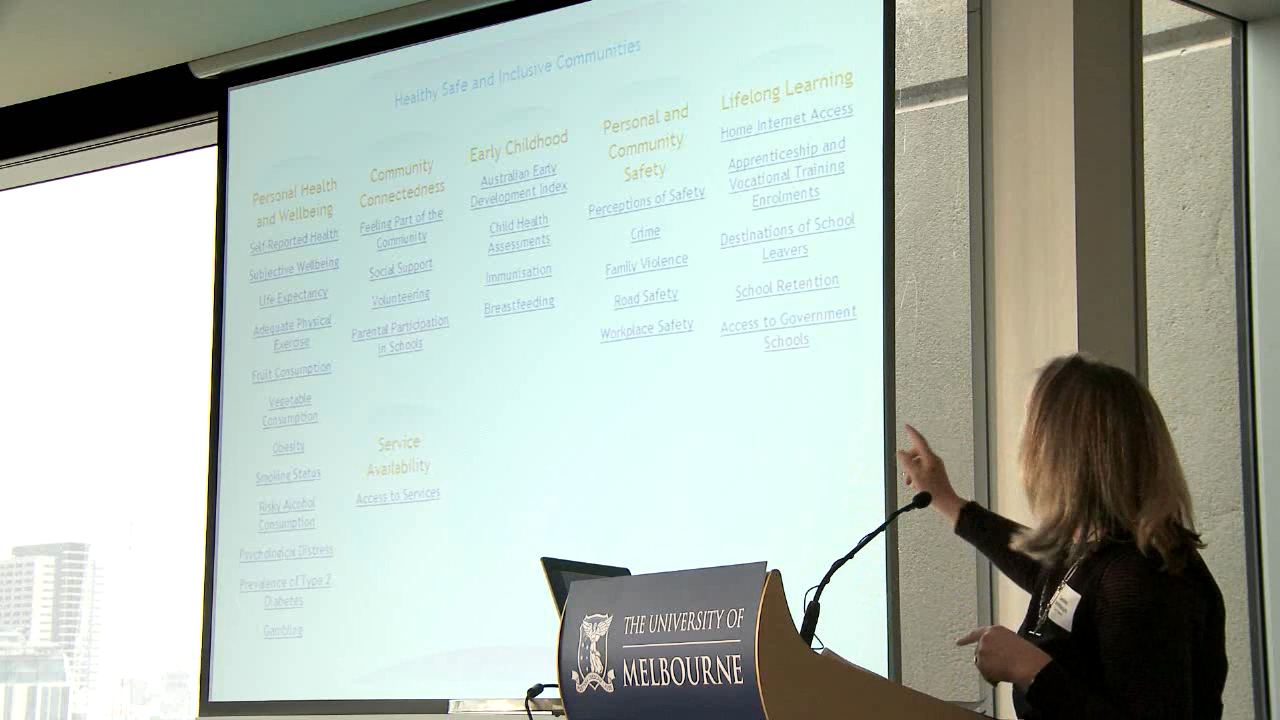 Healthy Safe and Inclusive Communities
Personal Health
and Wellbeing
Self-Reported Health
Subjective Wellbeing
Life Expectancy
Adequate Physical
Exercise
Fruit Consumption
Vegetable
Consumption
Obesity
Smoking Status
Risky Alcohol
Consumption
Psychological Distress
Prevalence of Type 2
Diabetes
Gambling
Community
Connectedness
Feeling Part of the
Community
Social Support
Volunteering
Parental Participation
in Schools
Service
Availability
Access to Services
Early Childhood
Australian Early
Development Index
Child Health
Assessments
Immunisation
Breastfeeding
Personal and
Community
Safety
Perceptions of Safety
Crime
Family Violence
Road Safety
Workplace Safety
Lifelong Learning
Home Internet Access
Apprenticeship and
Vocational Training
Enrolments
Destinations of School
Leavers
School Retention
Access to Government
Schools
THE UNIVERSITY OF
MELBOURNE